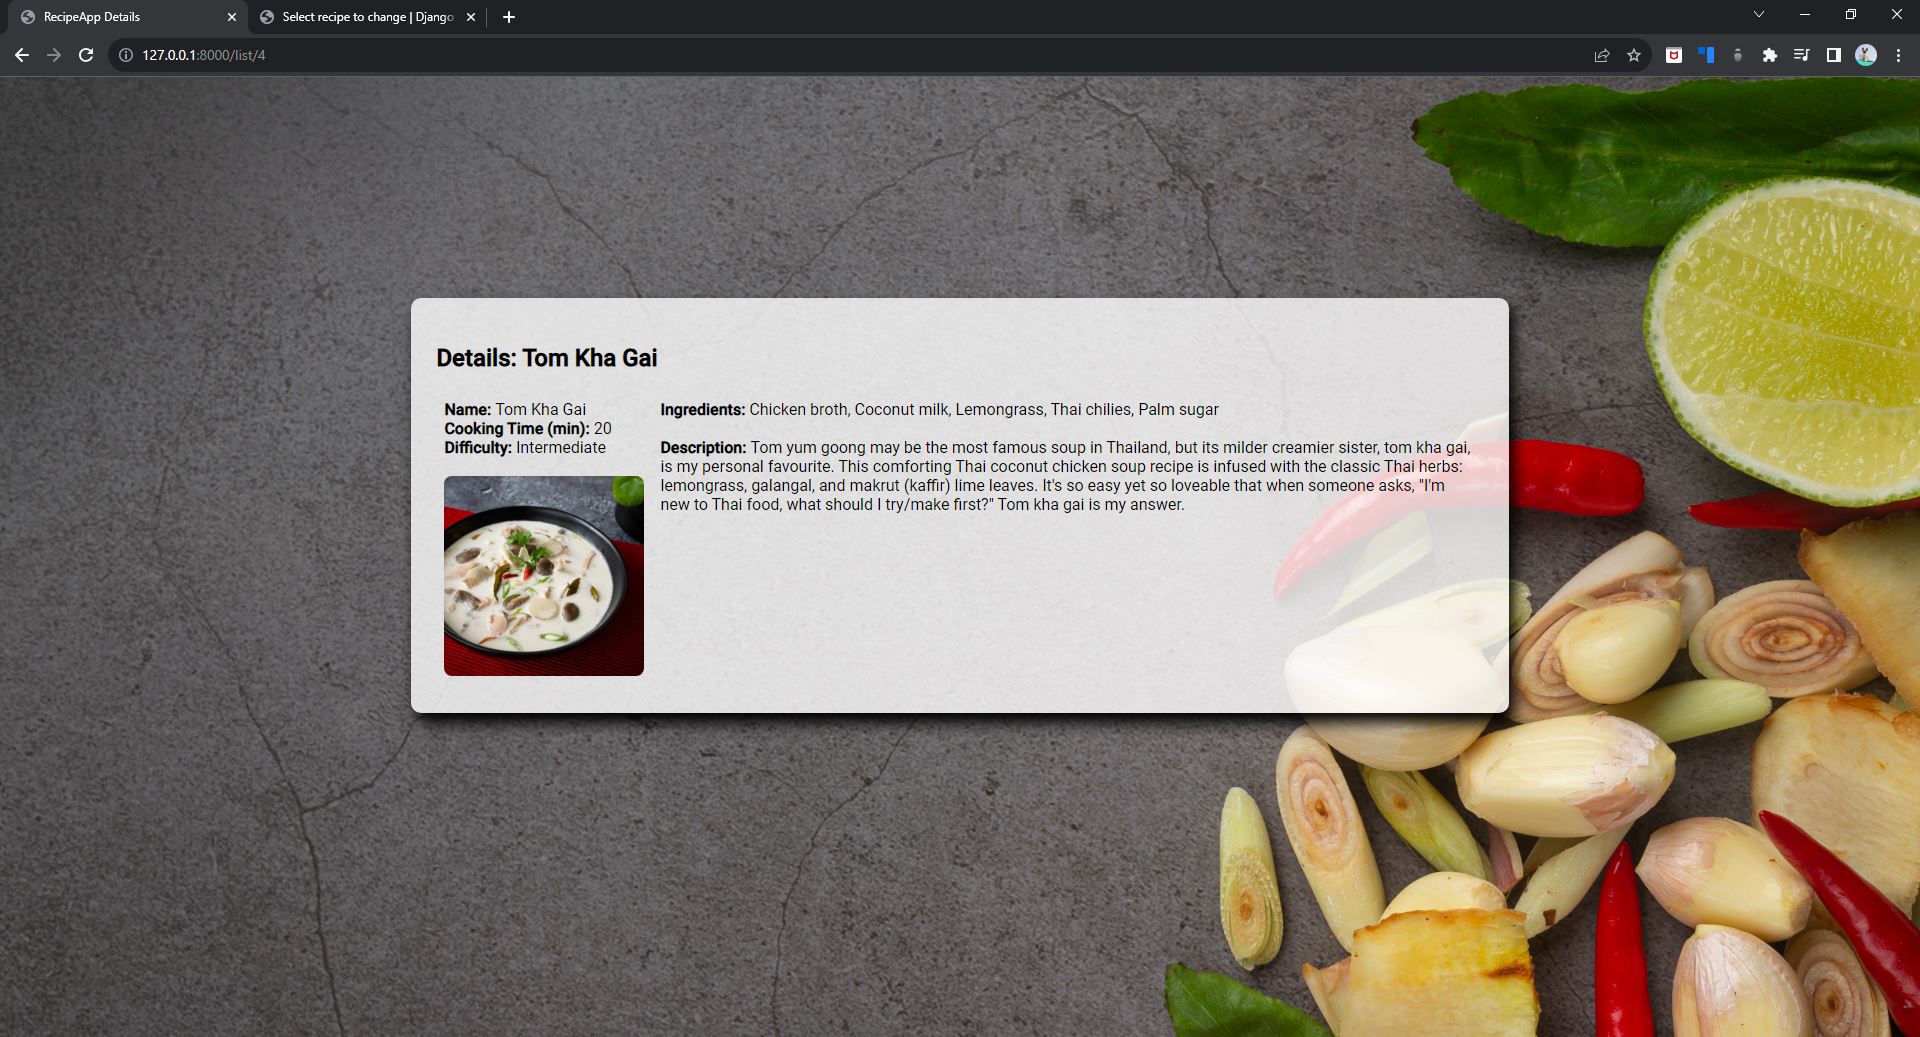 RecipeApp Details
Select recipe to change | Django
127.0.0.1:8000/list/4
Details: Tom Kha Gai
Name: Tom Kha Gai
Cooking Time (min): 20
Difficulty: Intermediate
Ingredients: Chicken broth, Coconut milk, Lemongrass, Thai chilies, Palm sugar
Description: Tom yum goong may be the most famous soup in Thailand, but its milder creamier sister, tom kha gai,
is my personal favourite. This comforting Thai coconut chicken soup recipe is infused with the classic Thai herbs:
lemongrass, galangal, and makrut (kaffir) lime leaves. It's so easy yet so loveable that when someone asks, "I'm
new to Thai food, what should I try/make first?" Tom kha gai is my answer.